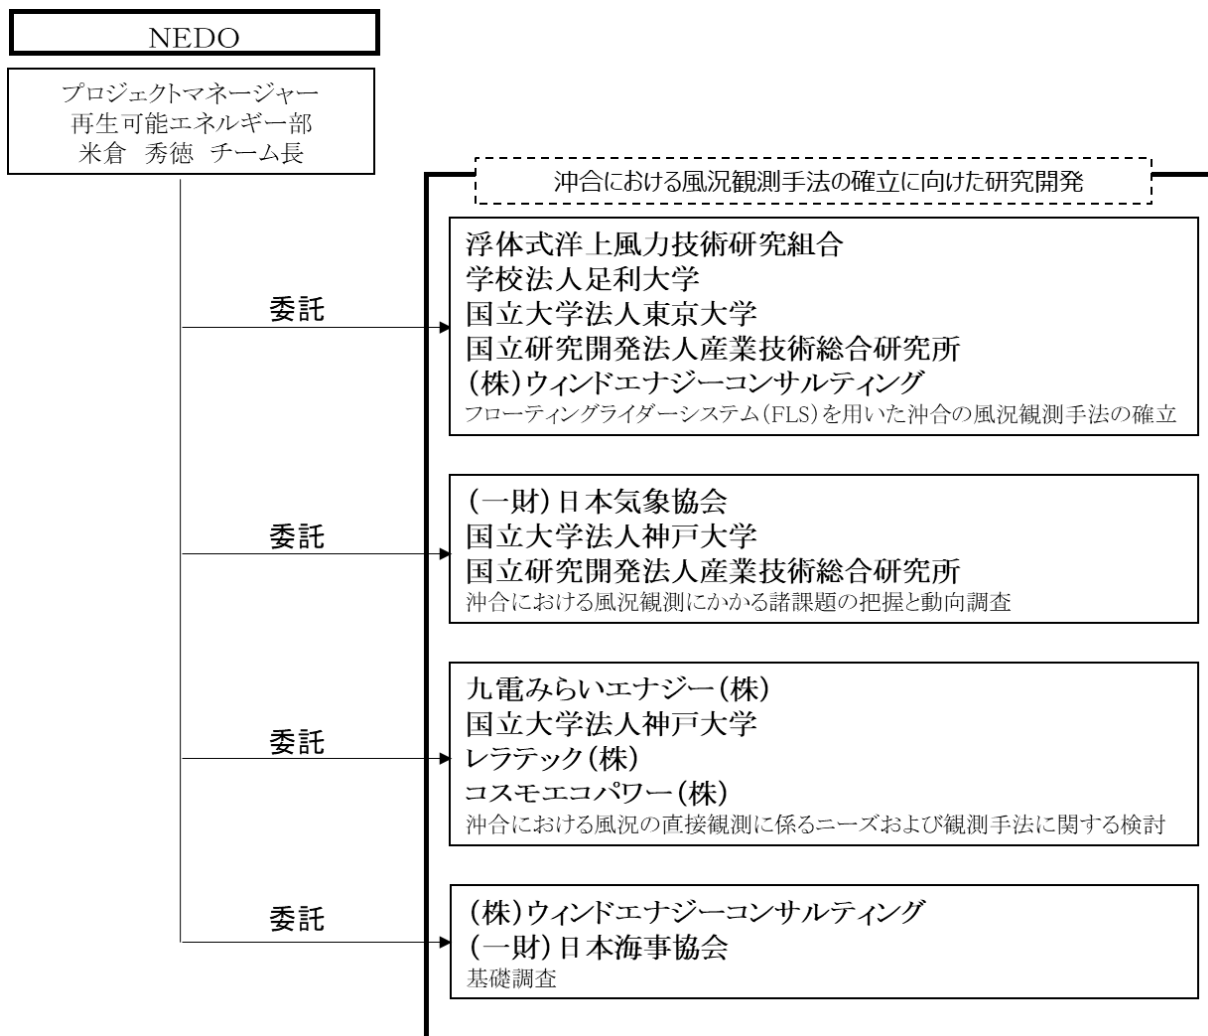 NEDO
プロジェクトマネージャー
再生可能エネルギー部
米倉　秀徳　チーム長
沖合における風況観測手法の確立に向けた研究開発
委託
浮体式洋上風力技術研究組合
学校法人足利大学
国立大学法人東京大学
国立研究開発法人産業技術総合研究所
(株)ウィンドエナジーコンサルティング
フローティングライダーシステム(FLS)を用いた沖合の風況観測手法の確立
委託
(一財)日本気象協会
国立大学法人神戸大学
国立研究開発法人産業技術総合研究所
沖合における風況観測にかかる諸課題の把握と動向調査
委託
九電みらいエナジー(株)
国立大学法人神戸大学
レラテック(株)
コスモエコパワー(株)
沖合における風況の直接観測に係るニーズおよび観測手法に関する検討
委託
(株)ウィンドエナジーコンサルティング
(一財)日本海事協会
基礎調査